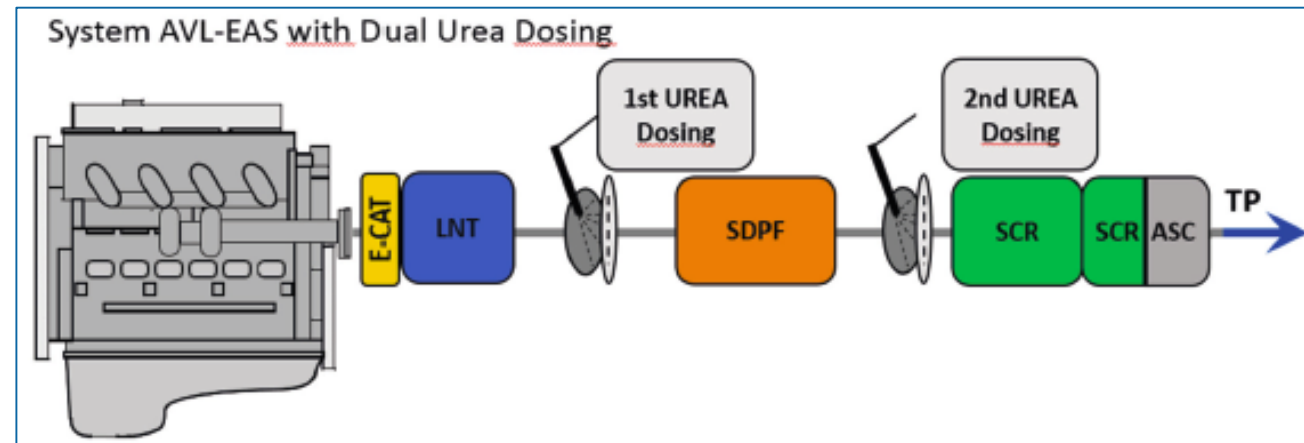 System AVL-EAS with Dual Urea Dosing
1st UREA
Dosing
2nd UREA
Dosing
E-CAT
LNT
SDPF
SCR
SCR
ASC
TP